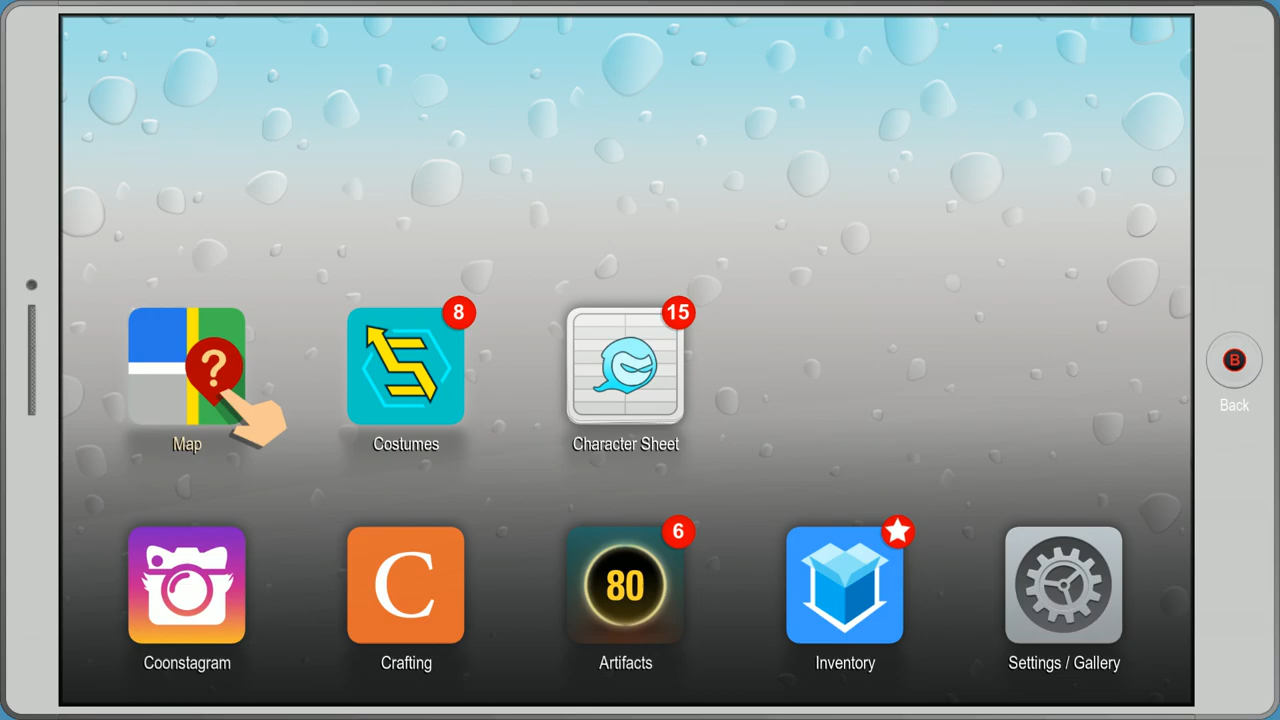 8
15
?
Map
Costumes
Character Sheet
B
Back
6
C
80
Coonstagram
Crafting
Artifacts
Inventory
Settings / Gallery